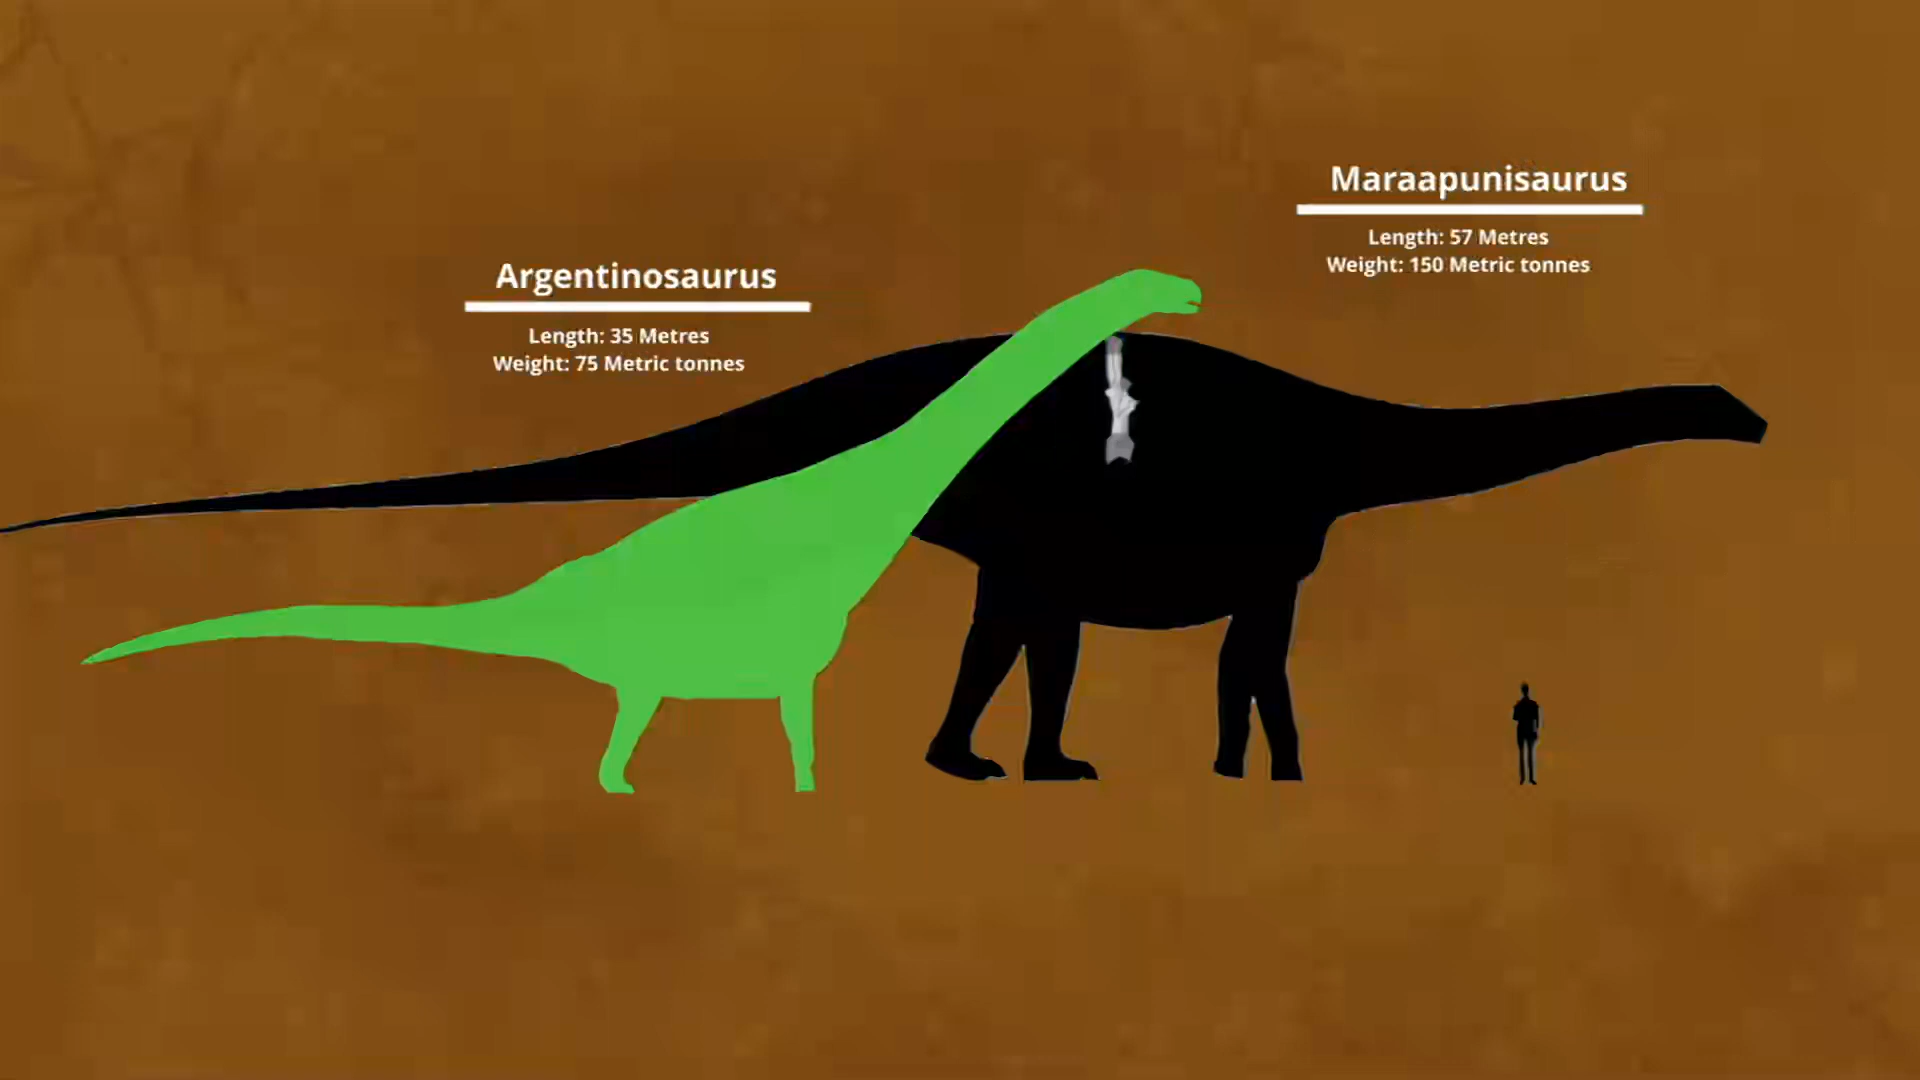 Argentinosaurus
Length: 35 Metres
Weight: 75 Metric tonnes
Maraapunisaurus
Length: 57 Metres
Weight: 150 Metric tonnes